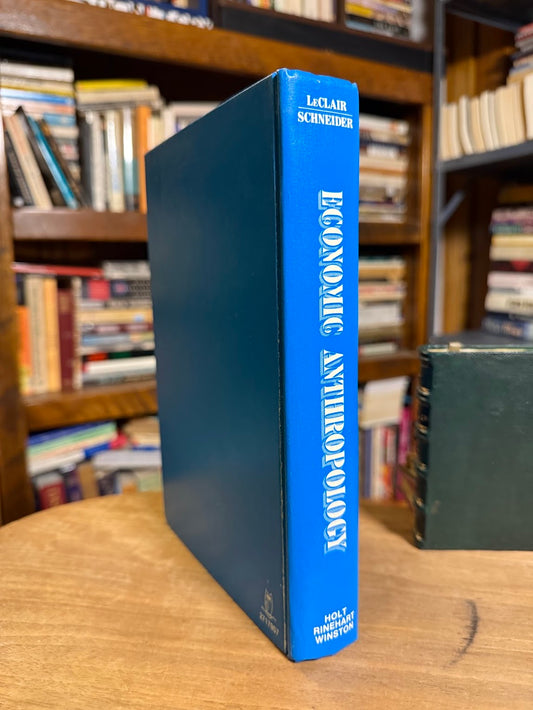 LECLAIR
SCHNEIDER
ECONOMIC ANTHROPOLOGY
HOLT
RINEHART
WINSTON